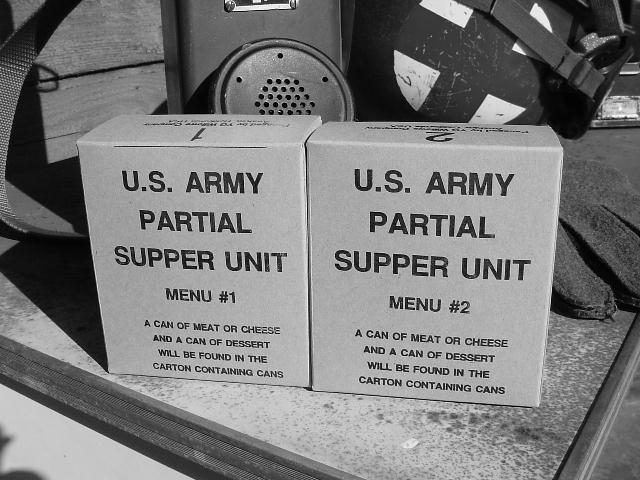 1
U.S. ARMY
PARTIAL
SUPPER UNIT
MENU #1
A CAN OF MEAT OR CHEESE
AND A CAN OF DESSERT
WILL BE FOUND IN THE
CARTON CONTAINING CANS
2
U.S. ARMY
PARTIAL
SUPPER UNIT
MENU #2
A CAN OF MEAT OR CHEESE
AND A CAN OF DESSERT
WILL BE FOUND IN THE
CARTON CONTAINING CANS